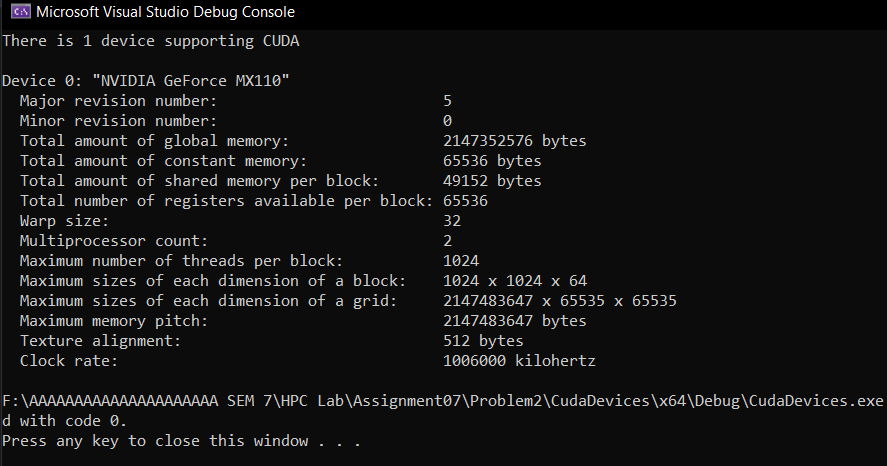 C:\ Microsoft Visual Studio Debug Console
There is 1 device supporting CUDA
Device 0: "NVIDIA GeForce MX110"
  Major revision number:                         5
  Minor revision number:                         0
  Total amount of global memory:                 2147352576 bytes
  Total amount of constant memory:               65536 bytes
  Total amount of shared memory per block:       49152 bytes
  Total number of registers available per block: 65536
  Warp size:                                     32
  Multiprocessor count:                          2
  Maximum number of threads per block:           1024
  Maximum sizes of each dimension of a block:    1024 x 1024 x 64
  Maximum sizes of each dimension of a grid:     2147483647 x 65535 x 65535
  Maximum memory pitch:                          2147483647 bytes
  Texture alignment:                             512 bytes
  Clock rate:                                    1006000 kilohertz
F:\AAAAAAAAAAAAAAAAAAAAA SEM 7\HPC Lab\Assignment07\Problem2\CudaDevices\x64\Debug\CudaDevices.exe
d with code 0.
Press any key to close this window . . .